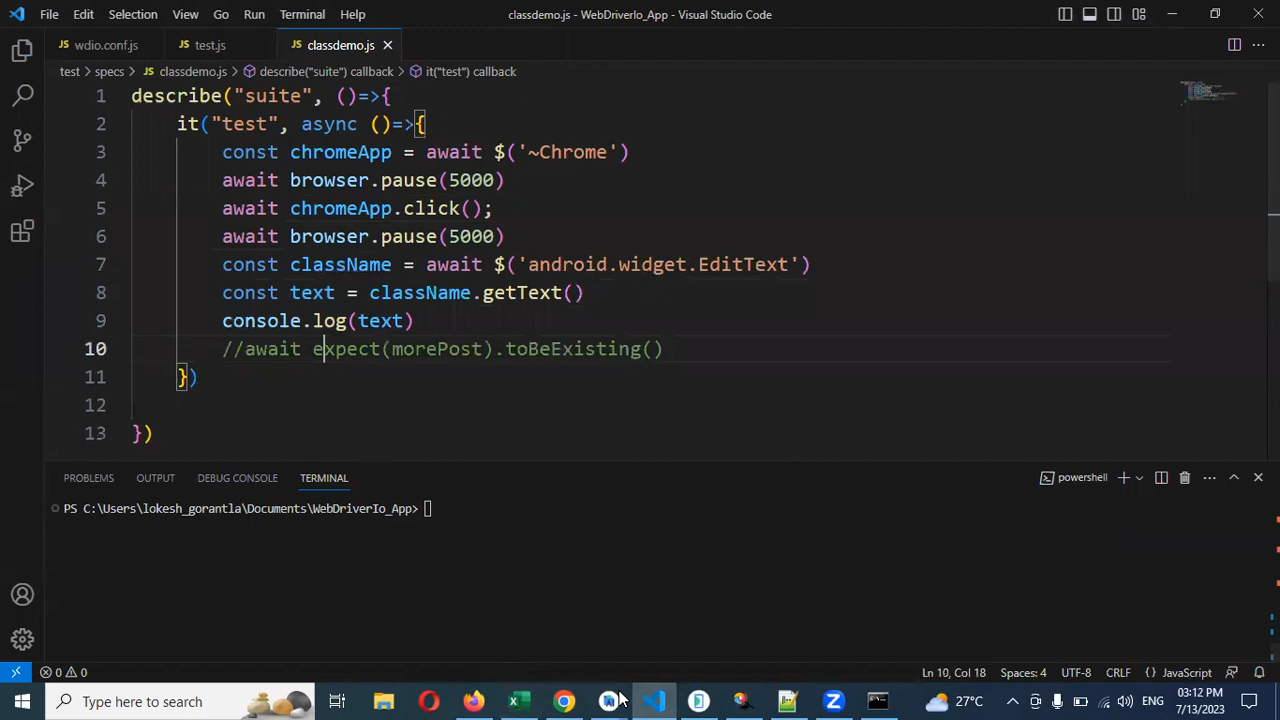 File Edit Selection View Go Run Terminal Help classdemo.js - WebDriverIo_App - Visual Studio Code
JS wdio.conf.js JS test.js JS classdemo.js
test > specs > JS classdemo.js > describe("suite") callback > it("test") callback
1 describe("suite", ()=>{
2 it("test", async ()=>{
3 const chromeApp = await $('~Chrome')
4 await browser.pause(5000)
5 await chromeApp.click();
6 await browser.pause(5000)
7 const className = await $('android.widget.EditText')
8 const text = className.getText()
9 console.log(text)
10 //await expect(morePost).toBeExisting()
11 })
12
13 })
PROBLEMS OUTPUT DEBUG CONSOLE TERMINAL powershell
PS C:\Users\lokesh_gorantla\Documents\WebDriverIo_App>
0 0 Ln 10, Col 18 Spaces: 4 UTF-8 CRLF { } JavaScript
Type here to search 27°C ENG 03:12 PM 7/13/2023